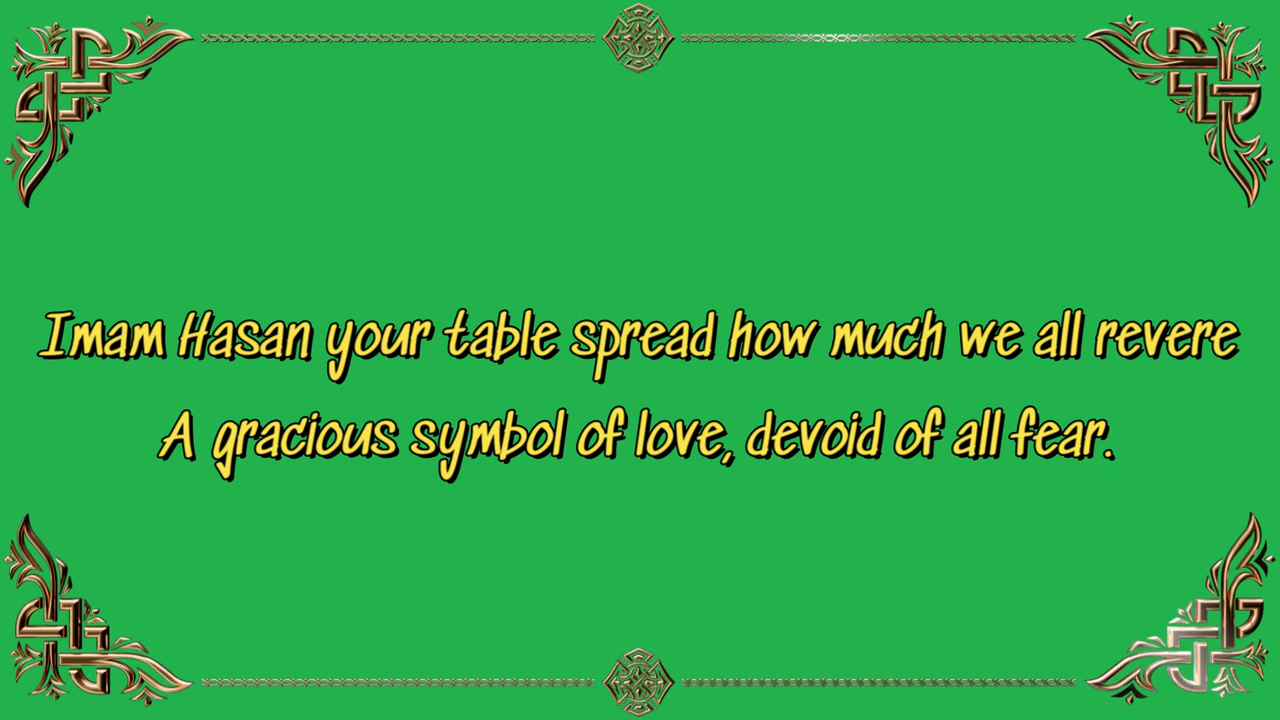 Imam Hasan your table spread how much we all revere
A gracious symbol of love, devoid of all fear.